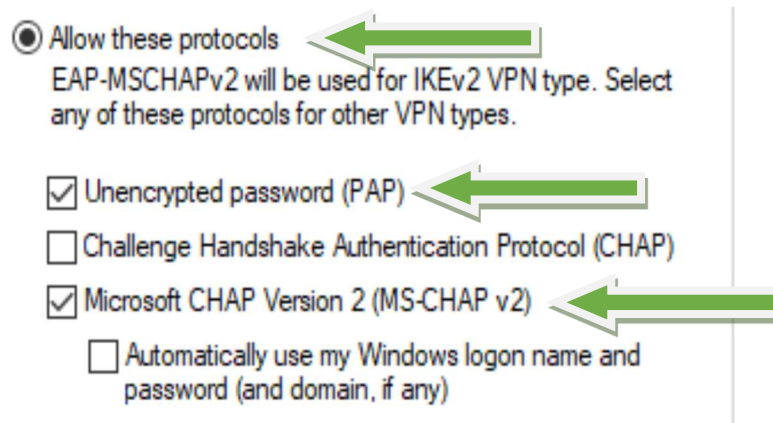 Allow these protocols
EAP-MSCHAPv2 will be used for IKEv2 VPN type. Select
any of these protocols for other VPN types.
Unencrypted password (PAP)
Challenge Handshake Authentication Protocol (CHAP)
Microsoft CHAP Version 2 (MS-CHAP v2)
Automatically use my Windows logon name and
password (and domain, if any)